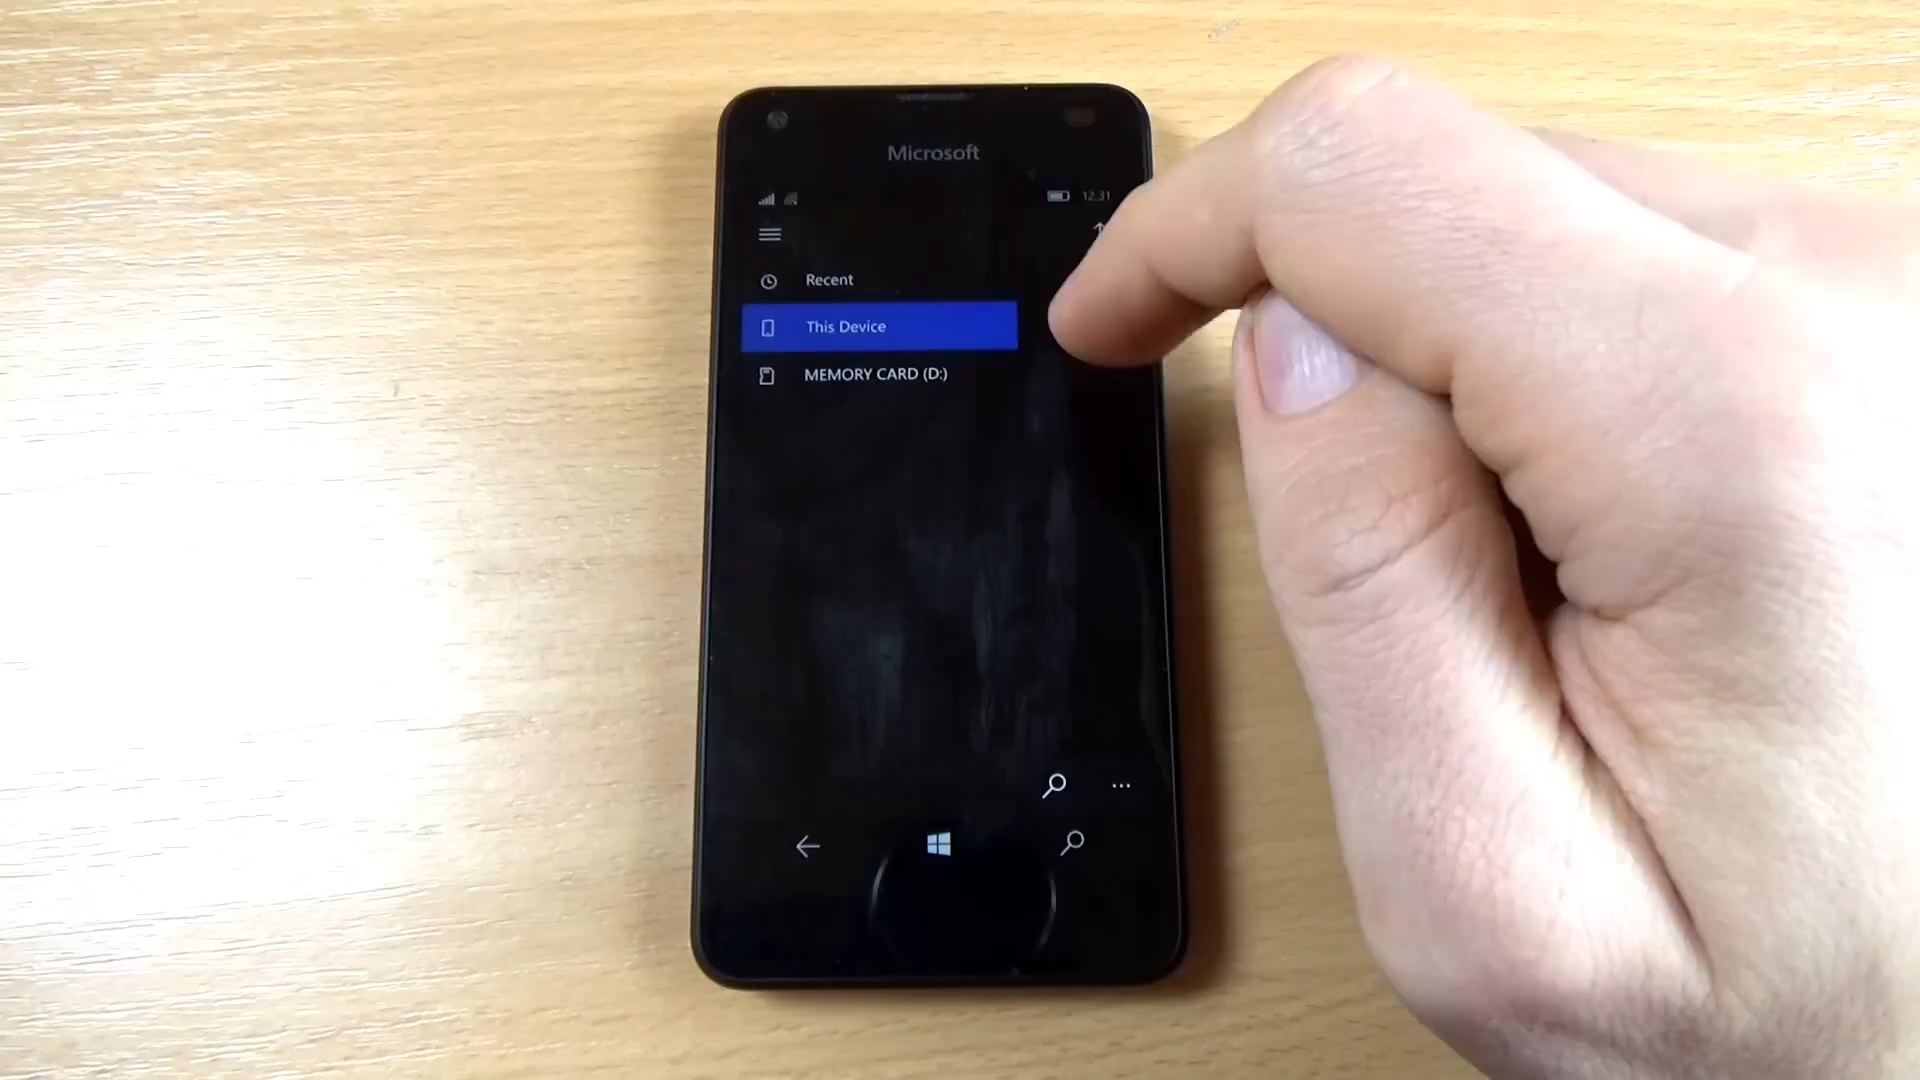 Microsoft
12.31
Recent
This Device
MEMORY CARD (D:)